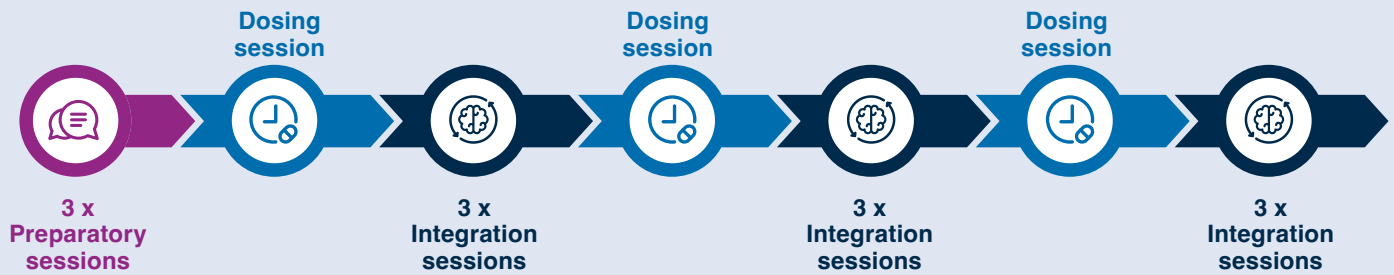 Dosing
session
Dosing
session
Dosing
session
3 x
Preparatory
sessions
3 x
Integration
sessions
3 x
Integration
sessions
3 x
Integration
sessions